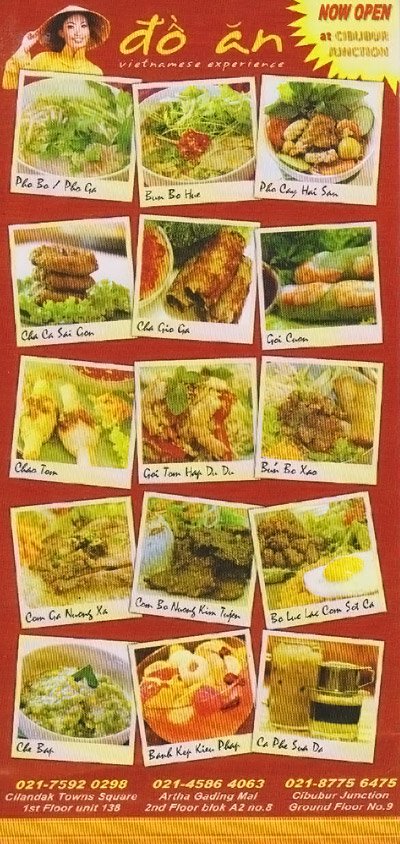 đồ ăn
vietnamese experience
NOW OPEN
at CIBUBUR
JUNCTION
Pho Bo / Pho Ga
Bun Bo Hue
Pho Cay Hai San
Cha Ca Sai Gon
Cha Gio Ga
Goi Cuon
Chao Tom
Goi Tom Hap Du Du
Bún Bo Xao
Com Ga Nuong Xa
Com Bo Nuong Kim Tuyen
Bo Luc Lac Com Sot Ca
Che Bap
Banh Kep Kieu Phap
Ca Phe Sua Da
021-7592 0298
Cilandak Towns Square
1st Floor unit 138
021-4586 4063
Artha Gading Mal
2nd Floor blok A2 no.8
021-8775 6475
Cibubur Junction
Ground Floor No.9